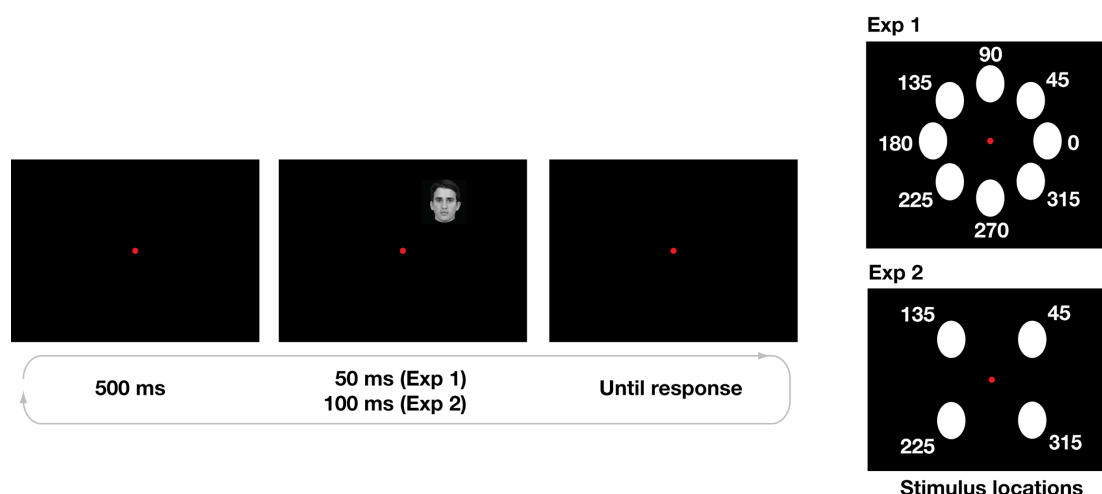 500 ms
50 ms (Exp 1)
100 ms (Exp 2)
Until response
Exp 1
90
135
45
180
0
225
315
270
Exp 2
135
45
225
315
Stimulus locations